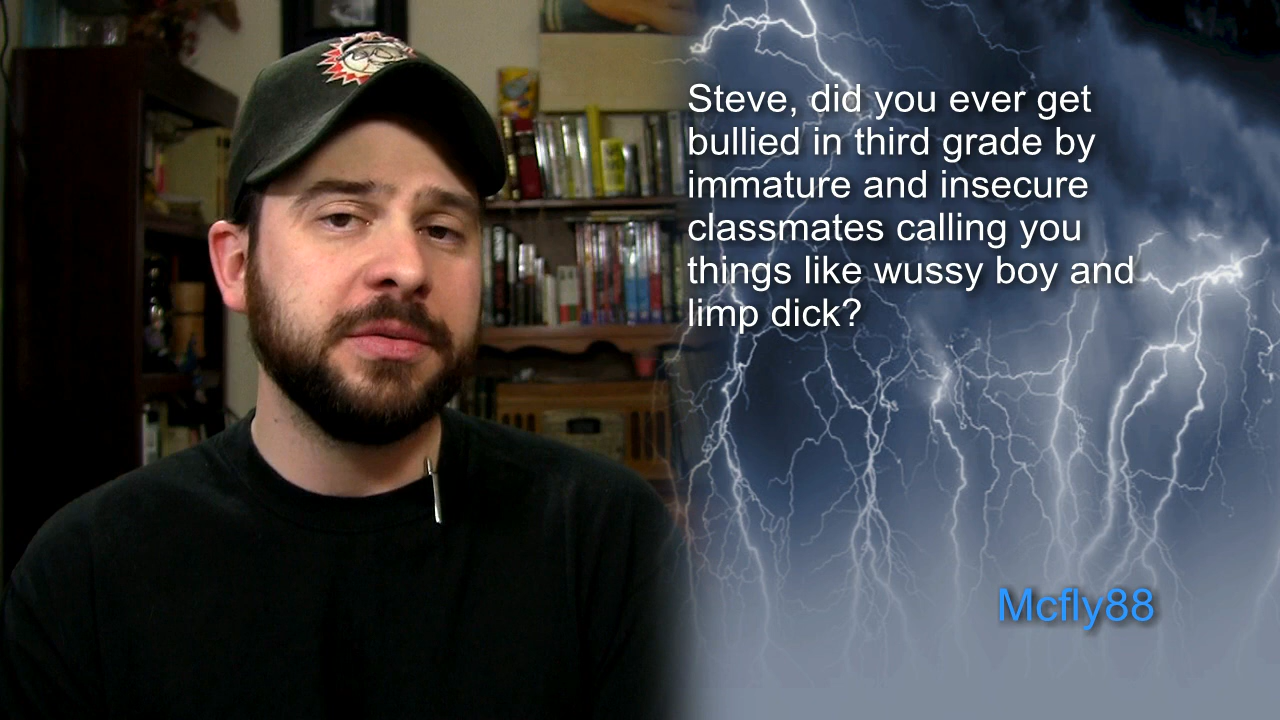 Steve, did you ever get
bullied in third grade by
immature and insecure
classmates calling you
things like wussy boy and
limp dick?
Mcfly88